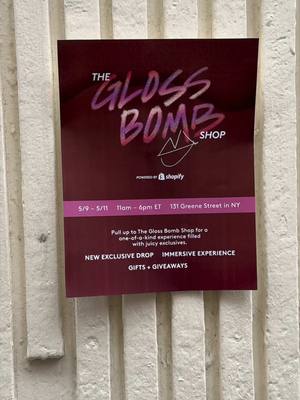 THE
GLOSS
BOMB
SHOP
POWERED BY shopify
5/9 – 5/11 11am – 6pm ET 131 Greene Street in NY
Pull up to The Gloss Bomb Shop for a
one-of-a-kind experience filled
with juicy exclusives.
NEW EXCLUSIVE DROP IMMERSIVE EXPERIENCE
GIFTS + GIVEAWAYS